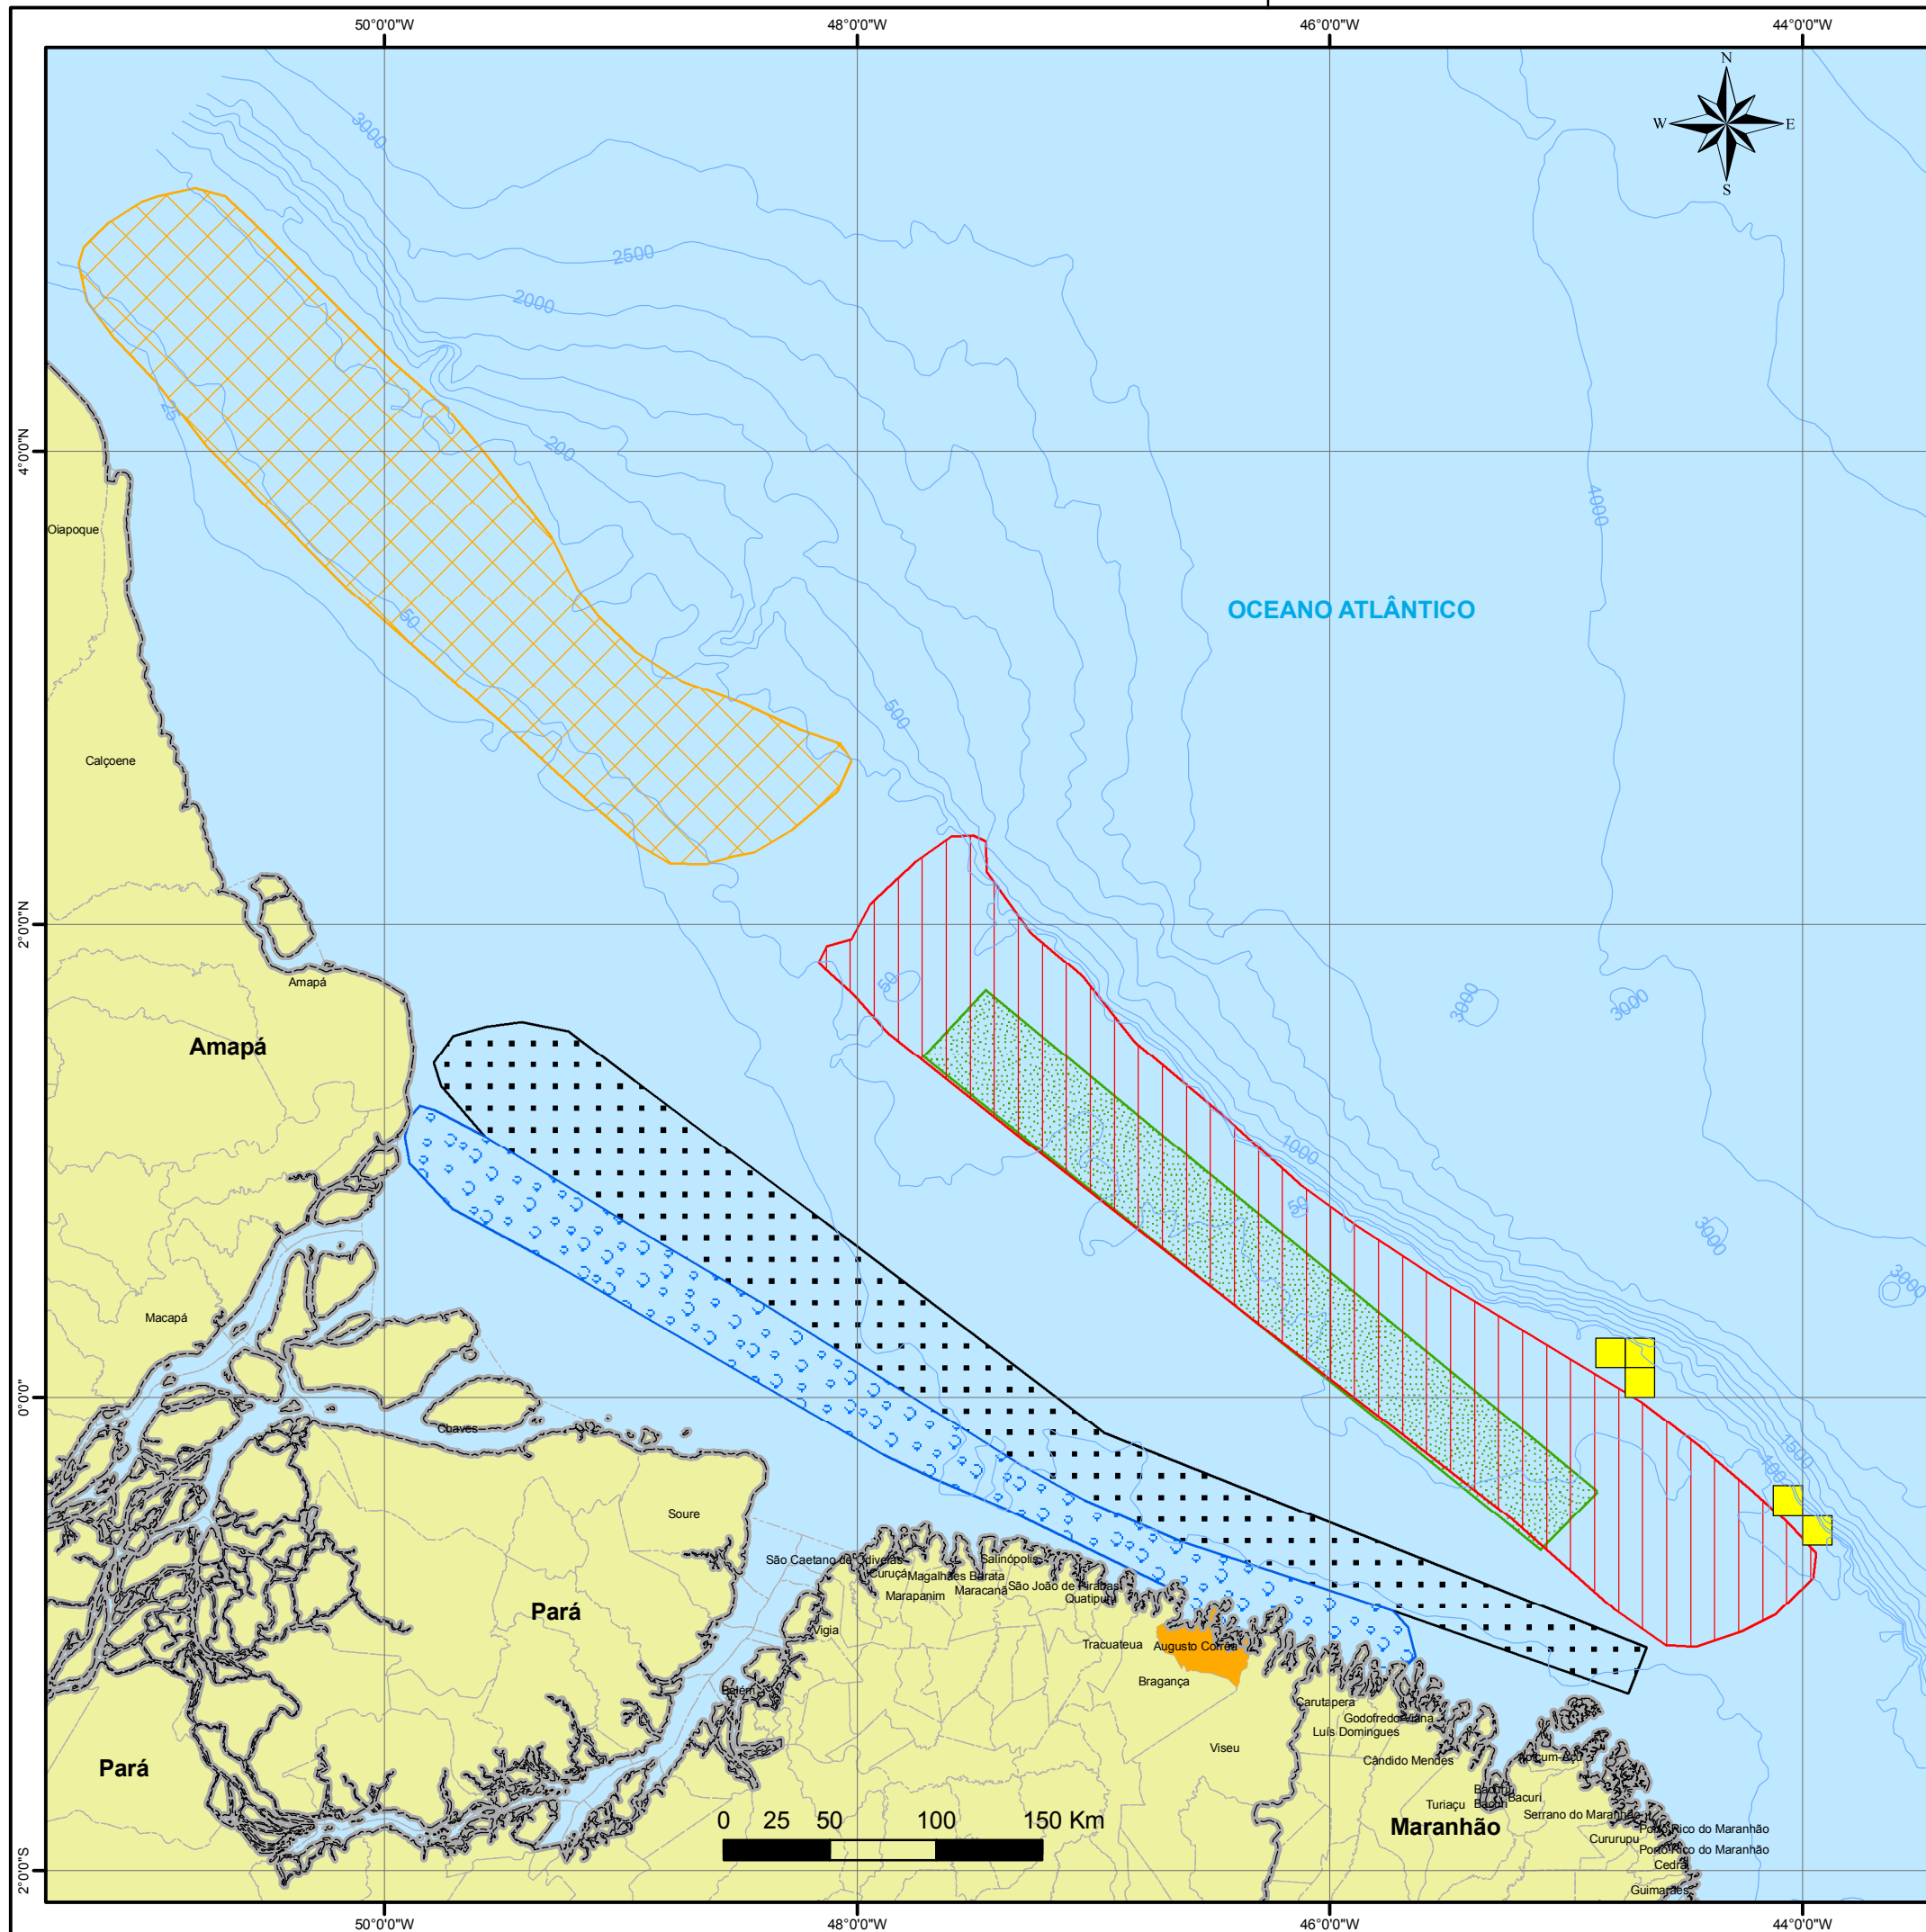 50°0'0"W 48°0'0"W 46°0'0"W 44°0'0"W
N
W E
S
3000
2500
2000
25
200
4°0'0"N
4000
Oiapoque
OCEANO ATLÂNTICO
50
500
Calçoene
2°0'0"N
Amapá
50
3000
3000
Amapá
1000
50
3000
3000
Macapá
0°0'0"
Chaves
1500
100
Soure
São Caetano de Odivelas
Salinópolis
Curuçá
Magalhães Barata
São João de Pirabas
Marapanim
Maracanã
Quatipuru
Pará
Vigia
Tracuateua
Augusto Corrêa
Bragança
Belém
Carutapera
Godofredo Viana
Luís Domingues
Viseu
Cândido Mendes
Pará
Bacuri
Bacuri
Turiaçu
Serrano do Maranhão
0 25 50 100 150 Km
Maranhão
Porto Rico do Maranhão
Cururupu
Porto Rico do Maranhão
Cedral
2°0'0"S
Guimarães
50°0'0"W 48°0'0"W 46°0'0"W 44°0'0"W